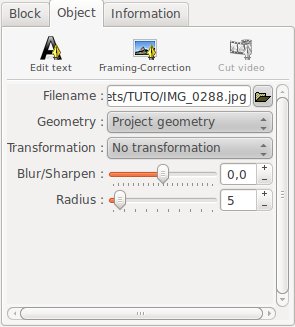 Block Object Information
Edit text Framing-Correction Cut video
Filename : ets/TUTO/IMG_0288.jpg
Geometry : Project geometry
Transformation : No transformation
Blur/Sharpen : 0,0
Radius : 5